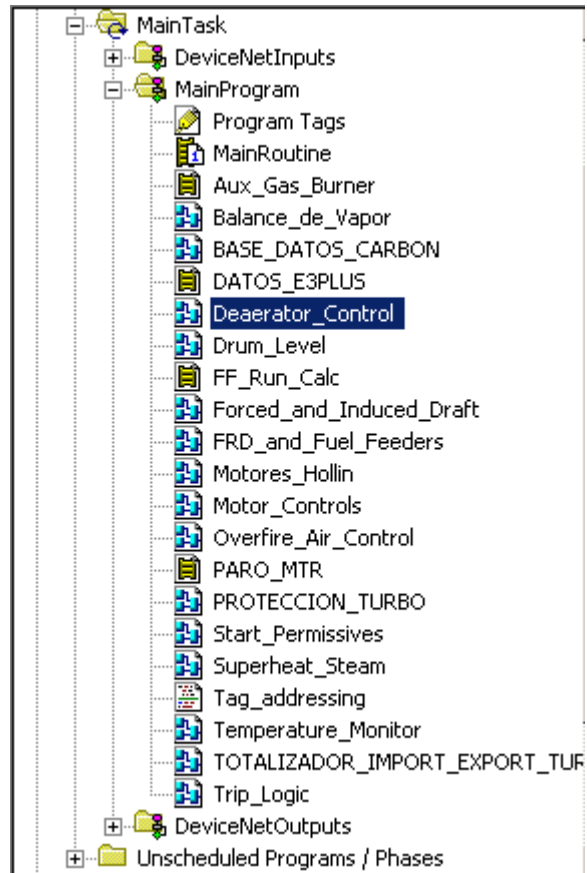 MainTask
DeviceNetInputs
MainProgram
Program Tags
MainRoutine
Aux_Gas_Burner
Balance_de_Vapor
BASE_DATOS_CARBON
DATOS_E3PLUS
Deaerator_Control
Drum_Level
FF_Run_Calc
Forced_and_Induced_Draft
FRD_and_Fuel_Feeders
Motores_Hollin
Motor_Controls
Overfire_Air_Control
PARO_MTR
PROTECCION_TURBO
Start_Permissives
Superheat_Steam
Tag_addressing
Temperature_Monitor
TOTALIZADOR_IMPORT_EXPORT_TUR
Trip_Logic
DeviceNetOutputs
Unscheduled Programs / Phases